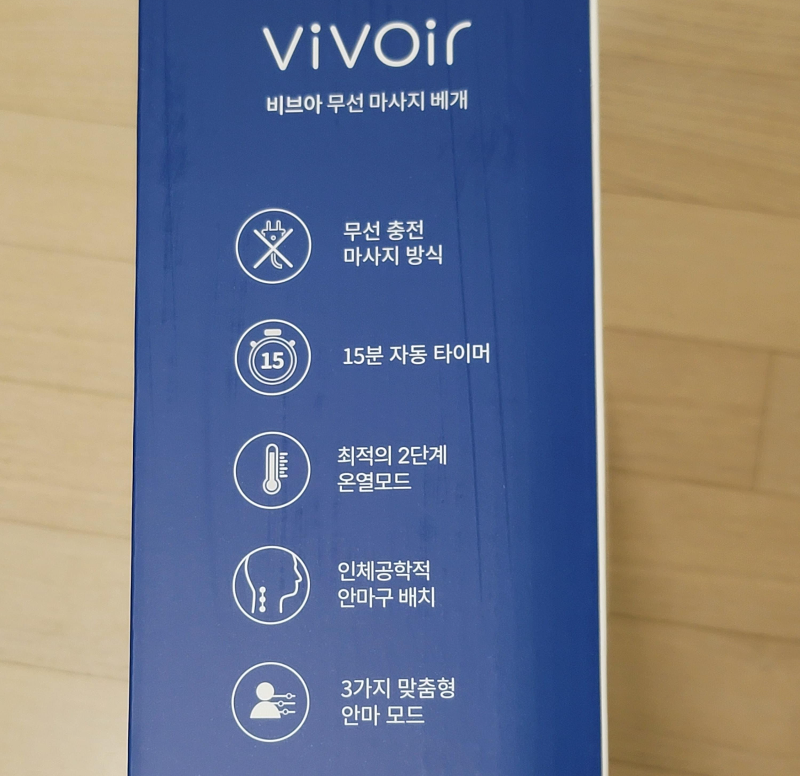 vivoir
비브아 무선 마사지 베개
무선 충전
마사지 방식
15
15분 자동 타이머
최적의 2단계
온열모드
인체공학적
안마구 배치
3가지 맞춤형
안마 모드